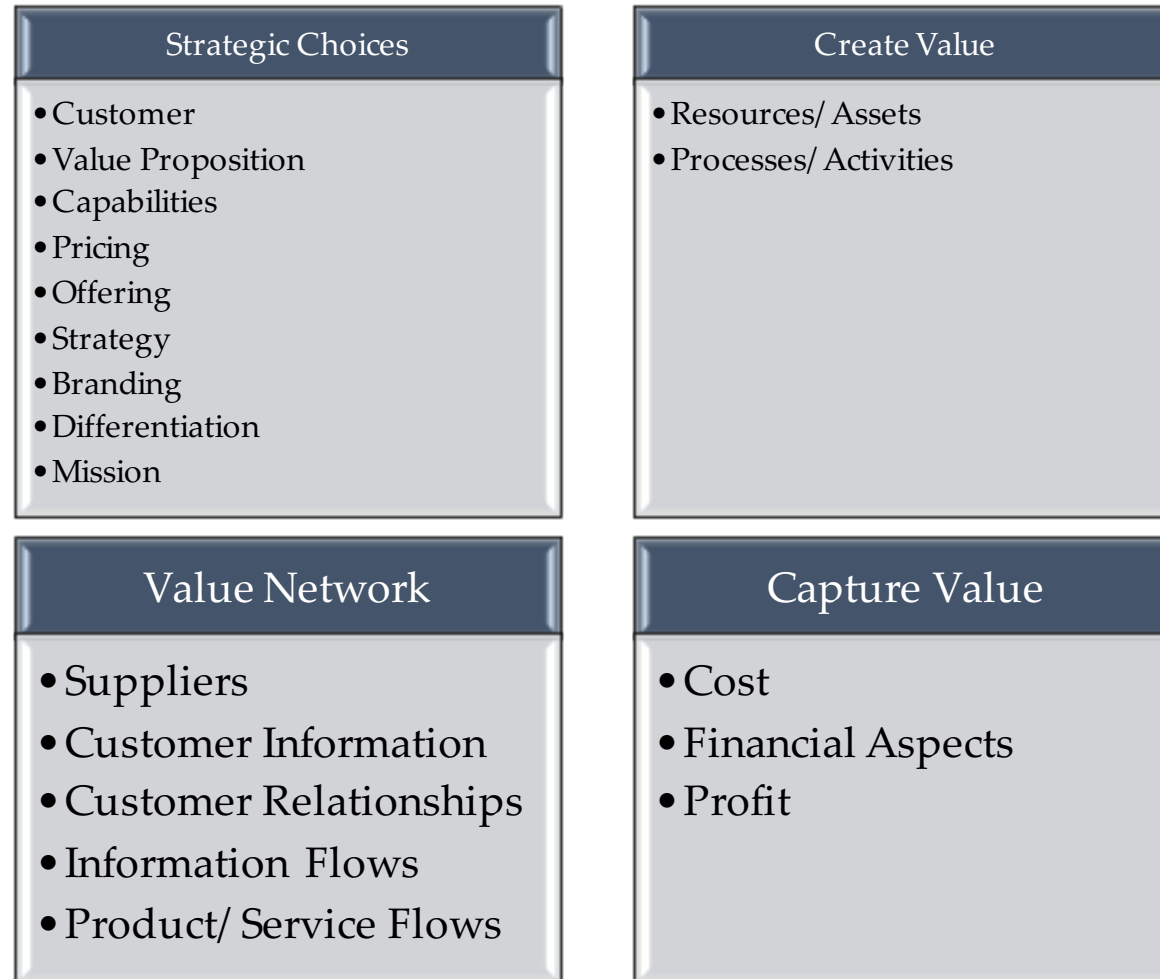 Strategic Choices
•Customer
•Value Proposition
•Capabilities
•Pricing
•Offering
•Strategy
•Branding
•Differentiation
•Mission
Create Value
•Resources/ Assets
•Processes/ Activities
Value Network
•Suppliers
•Customer Information
•Customer Relationships
•Information Flows
•Product/ Service Flows
Capture Value
•Cost
•Financial Aspects
•Profit